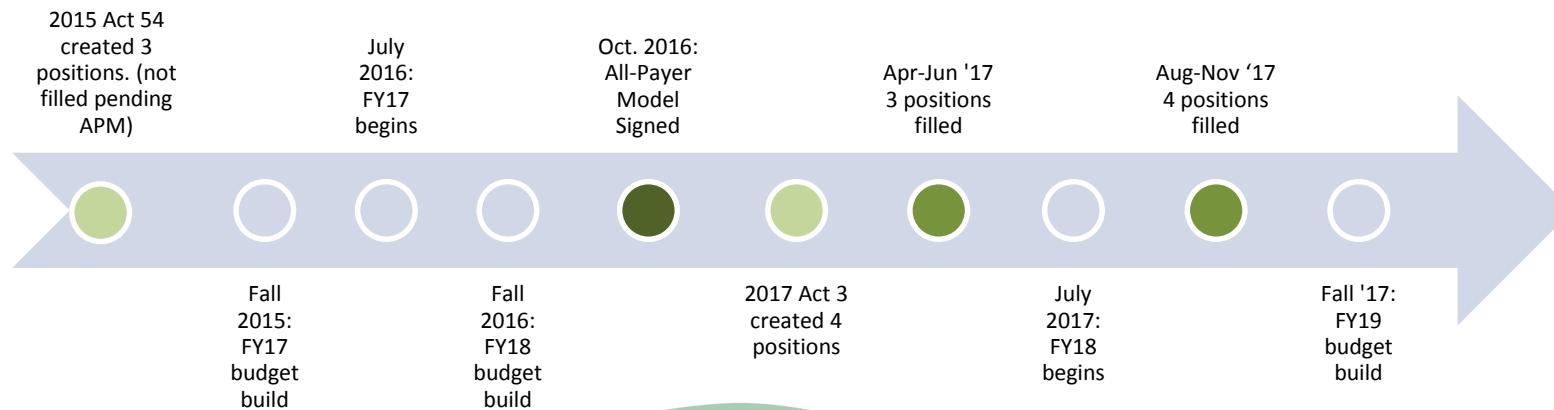 2015 Act 54
created 3
positions. (not
filled pending
APM)
Fall
2015:
FY17
budget
build
July
2016:
FY17
begins
Fall
2016:
FY18
budget
build
Oct. 2016:
All-Payer
Model
Signed
2017 Act 3
created 4
positions
Apr-Jun '17
3 positions
filled
July
2017:
FY18
begins
Aug-Nov ‘17
4 positions
filled
Fall '17:
FY19
budget
build